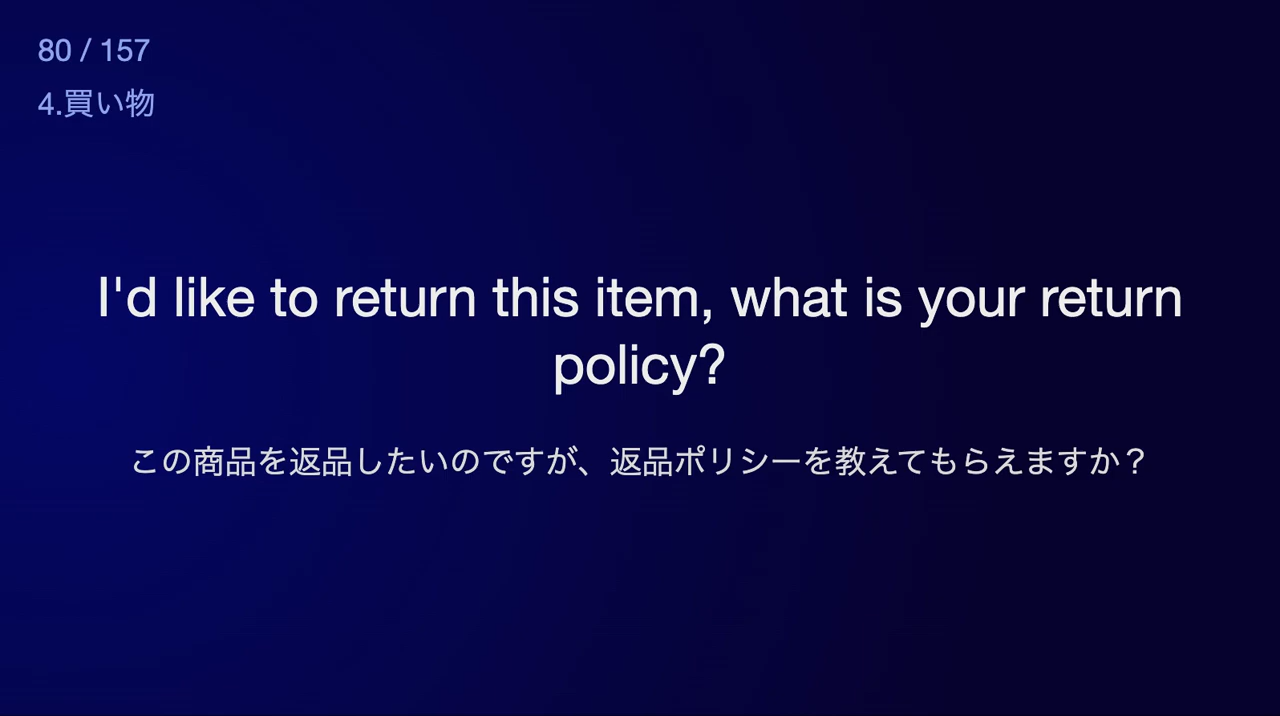 80 / 157
4.買い物
I'd like to return this item, what is your return
policy?
この商品を返品したいのですが、返品ポリシーを教えてもらえますか？